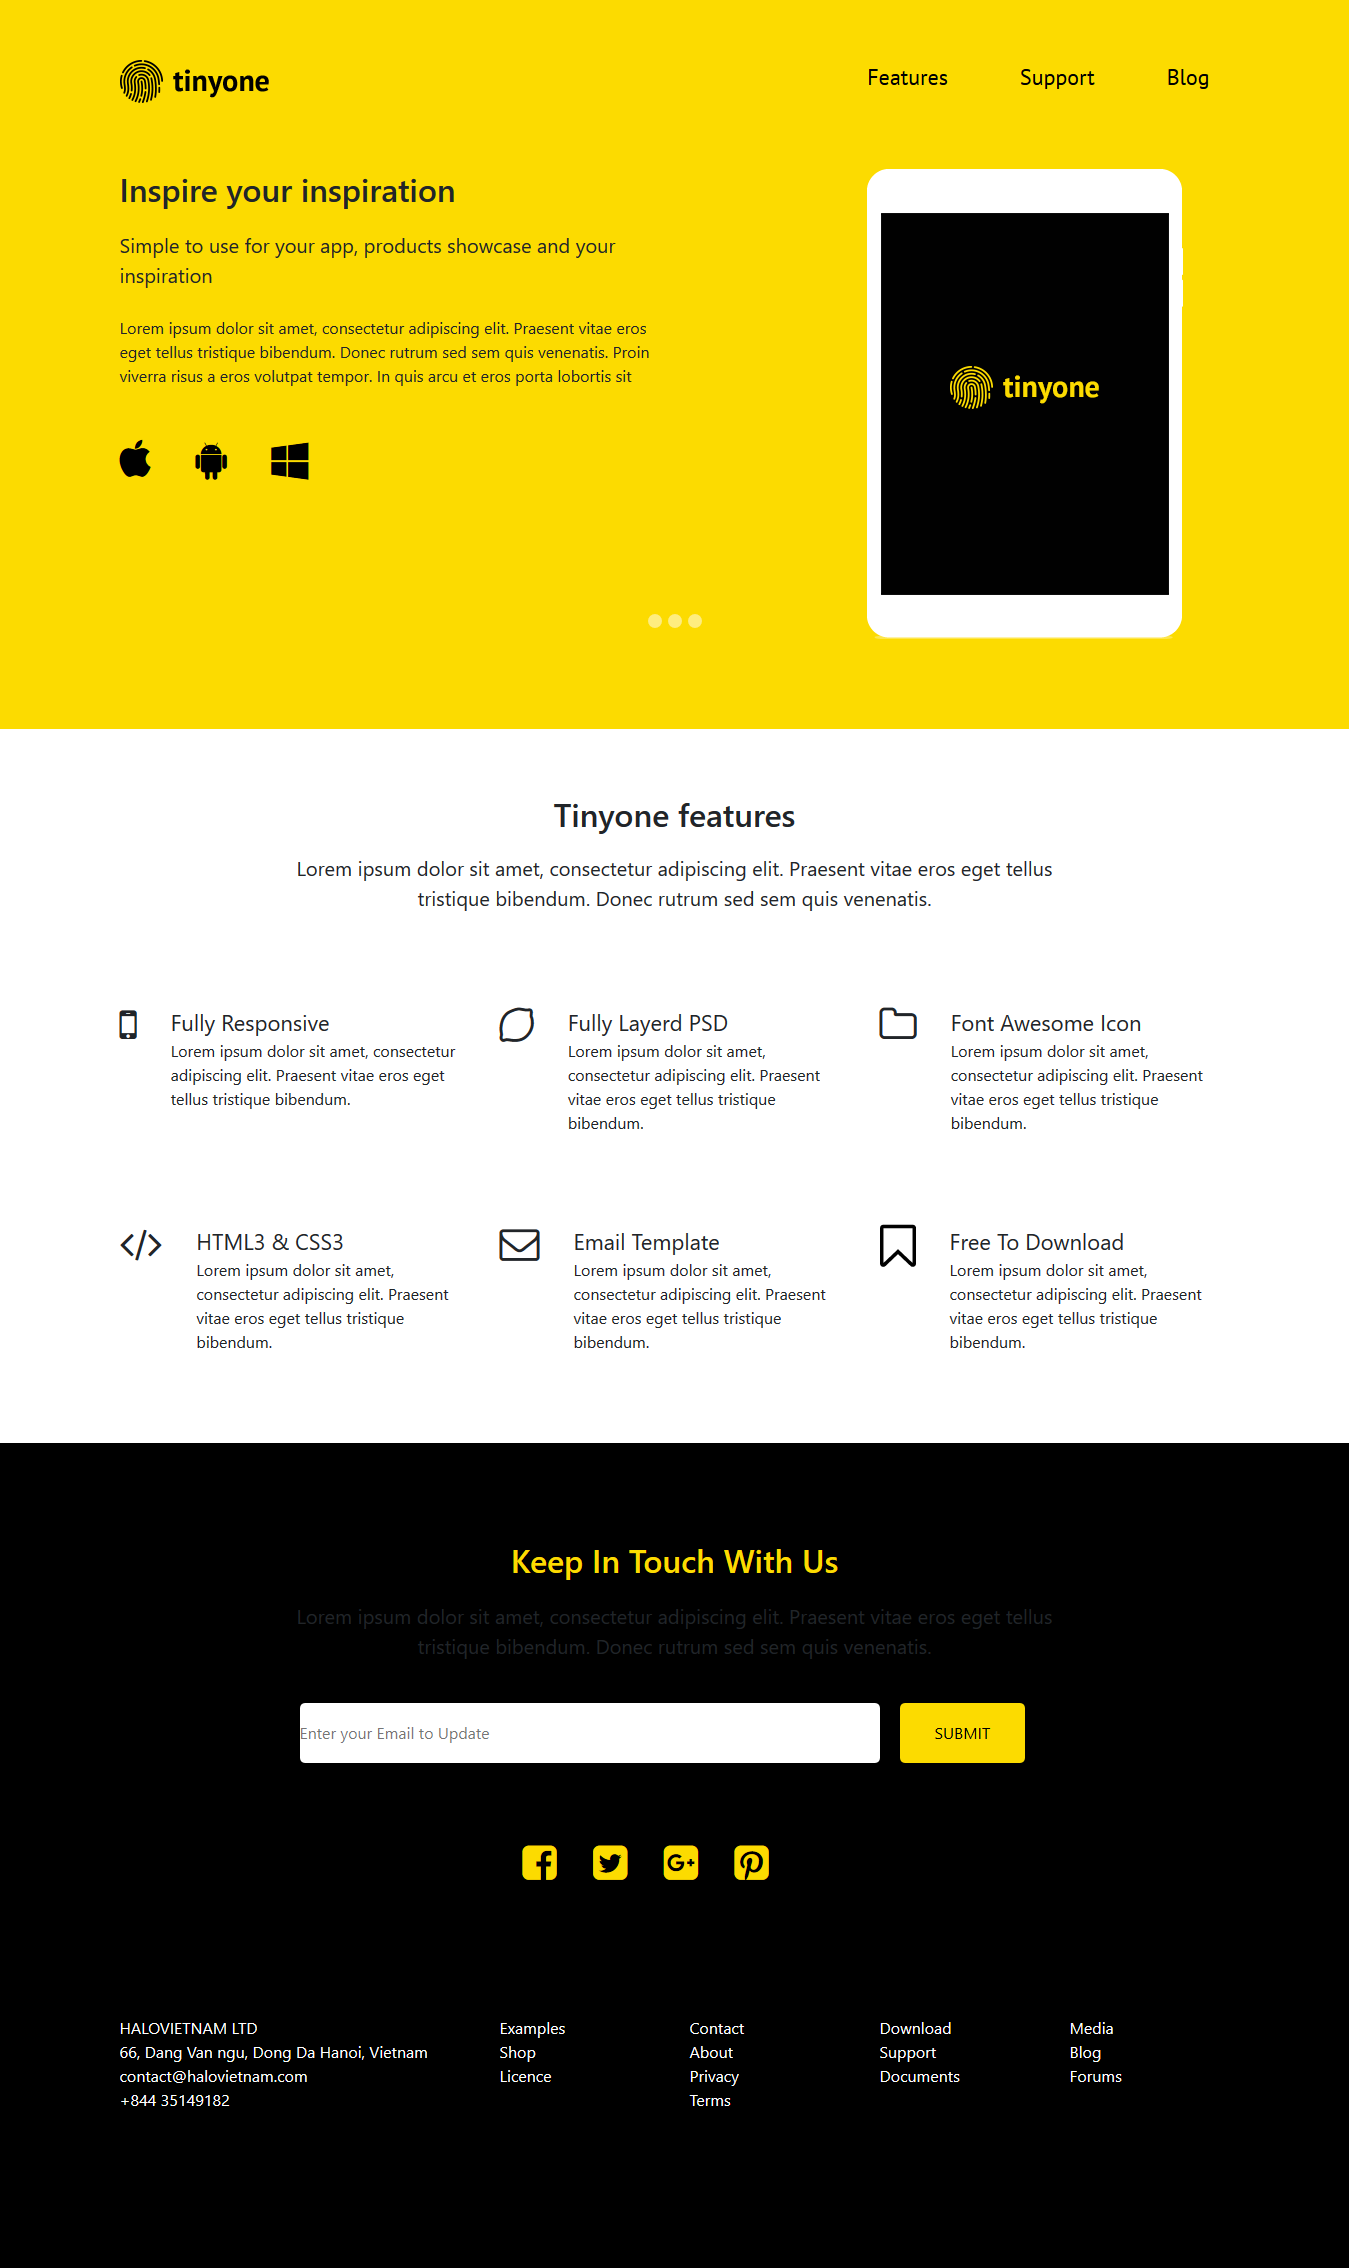 tinyone
Features
Support
Blog
Inspire your inspiration
Simple to use for your app, products showcase and your
inspiration
Lorem ipsum dolor sit amet, consectetur adipiscing elit. Praesent vitae eros
eget tellus tristique bibendum. Donec rutrum sed sem quis venenatis. Proin
viverra risus a eros volutpat tempor. In quis arcu et eros porta lobortis sit
tinyone
Tinyone features
Lorem ipsum dolor sit amet, consectetur adipiscing elit. Praesent vitae eros eget tellus
tristique bibendum. Donec rutrum sed sem quis venenatis.
Fully Responsive
Lorem ipsum dolor sit amet, consectetur
adipiscing elit. Praesent vitae eros eget
tellus tristique bibendum.
Fully Layerd PSD
Lorem ipsum dolor sit amet,
consectetur adipiscing elit. Praesent
vitae eros eget tellus tristique
bibendum.
Font Awesome Icon
Lorem ipsum dolor sit amet,
consectetur adipiscing elit. Praesent
vitae eros eget tellus tristique
bibendum.
HTML3 & CSS3
Lorem ipsum dolor sit amet,
consectetur adipiscing elit. Praesent
vitae eros eget tellus tristique
bibendum.
Email Template
Lorem ipsum dolor sit amet,
consectetur adipiscing elit. Praesent
vitae eros eget tellus tristique
bibendum.
Free To Download
Lorem ipsum dolor sit amet,
consectetur adipiscing elit. Praesent
vitae eros eget tellus tristique
bibendum.
Keep In Touch With Us
Lorem ipsum dolor sit amet, consectetur adipiscing elit. Praesent vitae eros eget tellus
tristique bibendum. Donec rutrum sed sem quis venenatis.
Enter your Email to Update
SUBMIT
HALOVIETNAM LTD
66, Dang Van ngu, Dong Da Hanoi, Vietnam
contact@halovietnam.com
+844 35149182
Examples
Shop
Licence
Contact
About
Privacy
Terms
Download
Support
Documents
Media
Blog
Forums